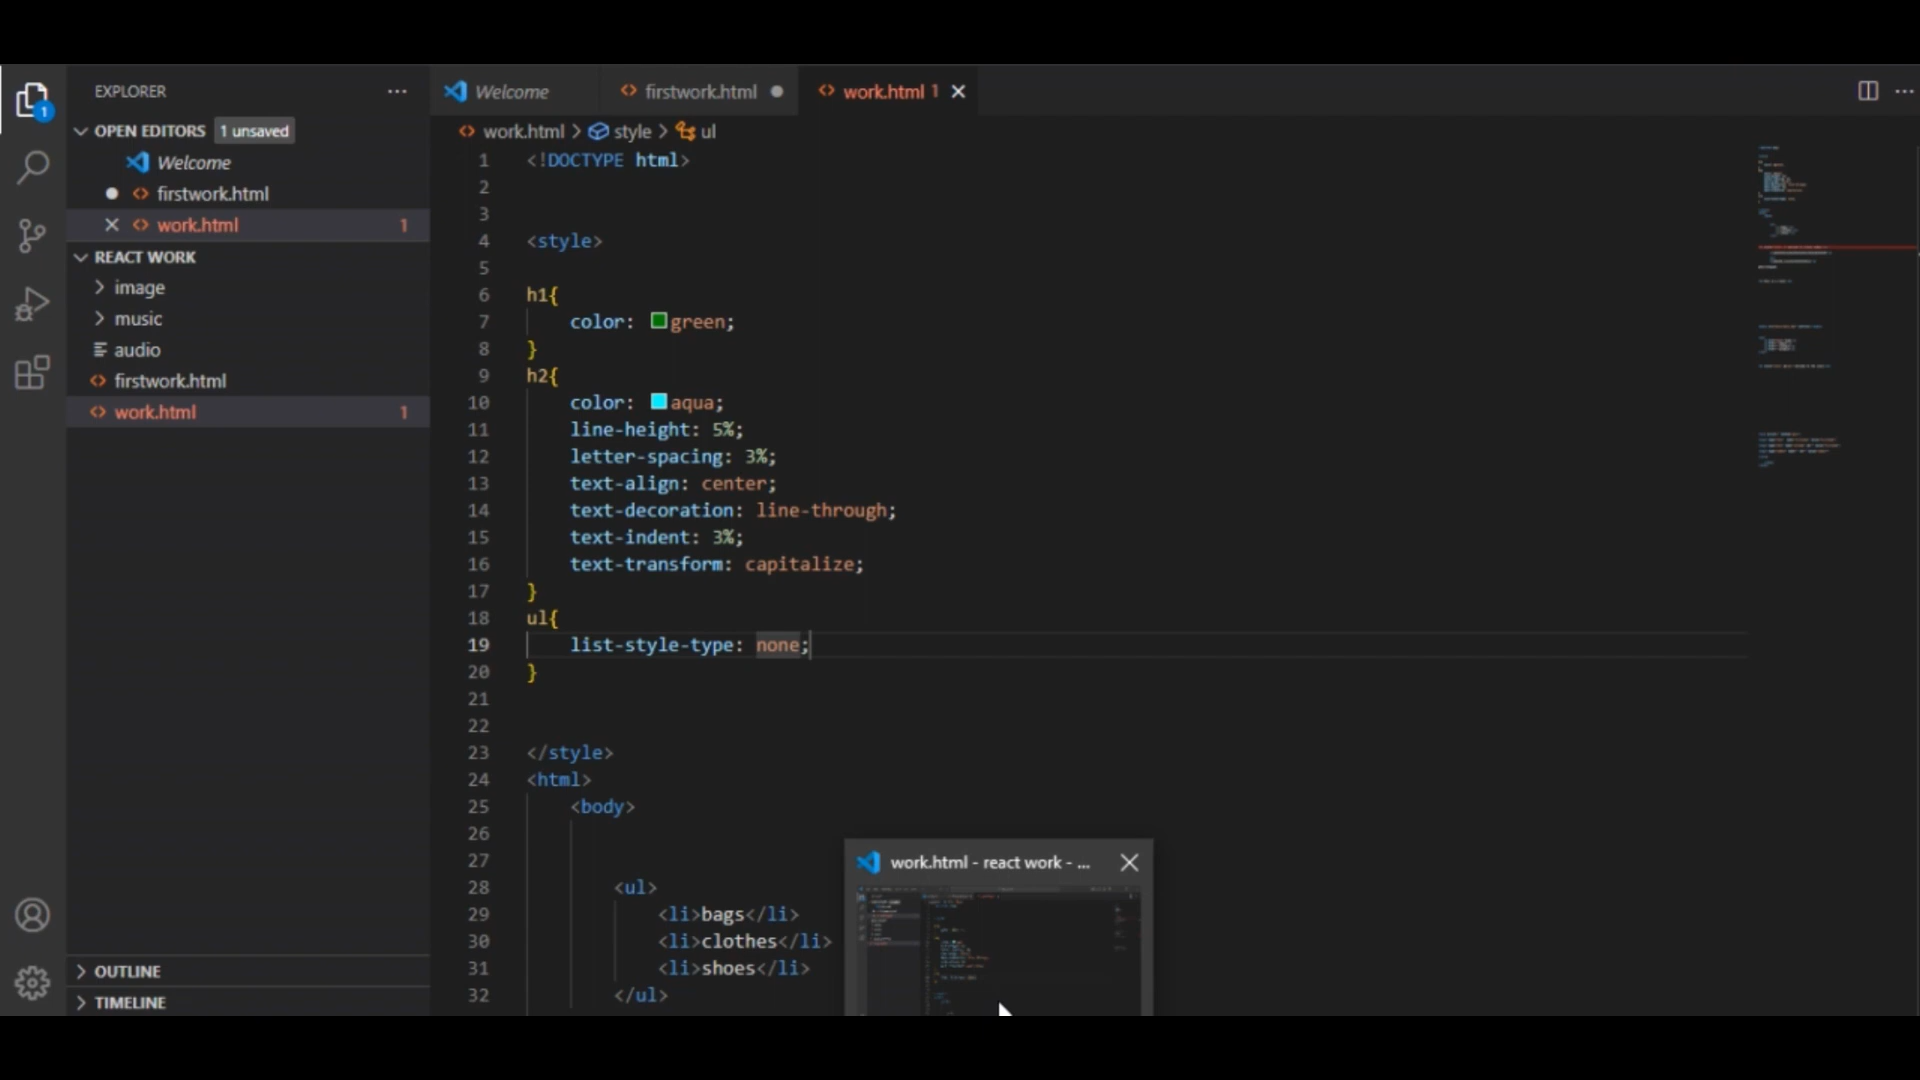 EXPLORER
OPEN EDITORS 1 unsaved
Welcome
firstwork.html
work.html 1
REACT WORK
image
music
audio
firstwork.html
work.html 1
OUTLINE
TIMELINE
Welcome firstwork.html work.html 1
work.html > style > ul
1 <!DOCTYPE html>
2
3
4 <style>
5
6 h1{
7 color: green;
8 }
9 h2{
10 color: aqua;
11 line-height: 5%;
12 letter-spacing: 3%;
13 text-align: center;
14 text-decoration: line-through;
15 text-indent: 3%;
16 text-transform: capitalize;
17 }
18 ul{
19 list-style-type: none;
20 }
21
22
23 </style>
24 <html>
25 <body>
26
27
28 <ul>
29 <li>bags</li>
30 <li>clothes</li>
31 <li>shoes</li>
32 </ul>
work.html - react work - ...
1